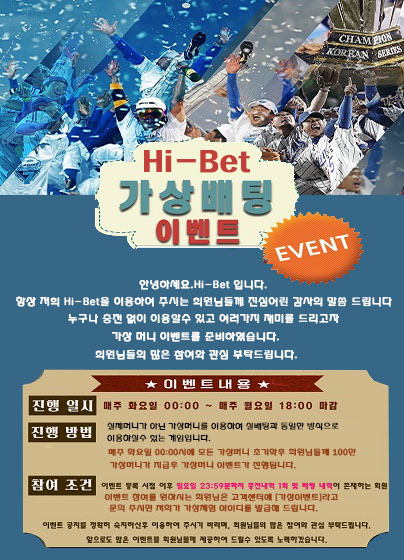 CHAMPION
KOREAN SERIES
Hi-Bet
가상배팅
이벤트
EVENT
안녕하세요.Hi-Bet 입니다.
항상 저희 Hi-Bet을 이용하여 주시는 회원님들께 진심어린 감사의 말씀 드립니다
누구나 충전 없이 이용할수 있고 여러가지 재미를 드리고자
가상 머니 이벤트를 준비하였습니다.
회원님들의 많은 참여와 관심 부탁드립니다.
★ 이벤트내용 ★
진행 일시 매주 화요일 00:00 ~ 매주 월요일 18:00 마감
진행 방법 실제머니가 아닌 가상머니를 이용하여 실배팅과 동일한 방식으로
이용하실수 있는 게임입니다.
매주 화요일 00:00시에 모든 가상머니 초기화후 회원님들께 100만
가상머니가 지급후 가상머니 이벤트가 진행됩니다.
참여 조건 이벤트 등록 시점 이후 일요일 23:59분까지 충전내역 1회 및 배팅 내역이 존재하는 회원
이벤트 참여를 원하시는 회원님은 고객센터에 [가상이벤트]라고
문의 주시면 저희가 가상체험 아이디를 발급해 드립니다.
이벤트 공지를 정확히 숙지하신후 이용하여 주시기 바라며, 회원님들의 많은 참여와 관심 부탁드립니다.
앞으로도 많은 이벤트를 회원님들께 제공하여 드릴수 있도록 노력하겠습니다.